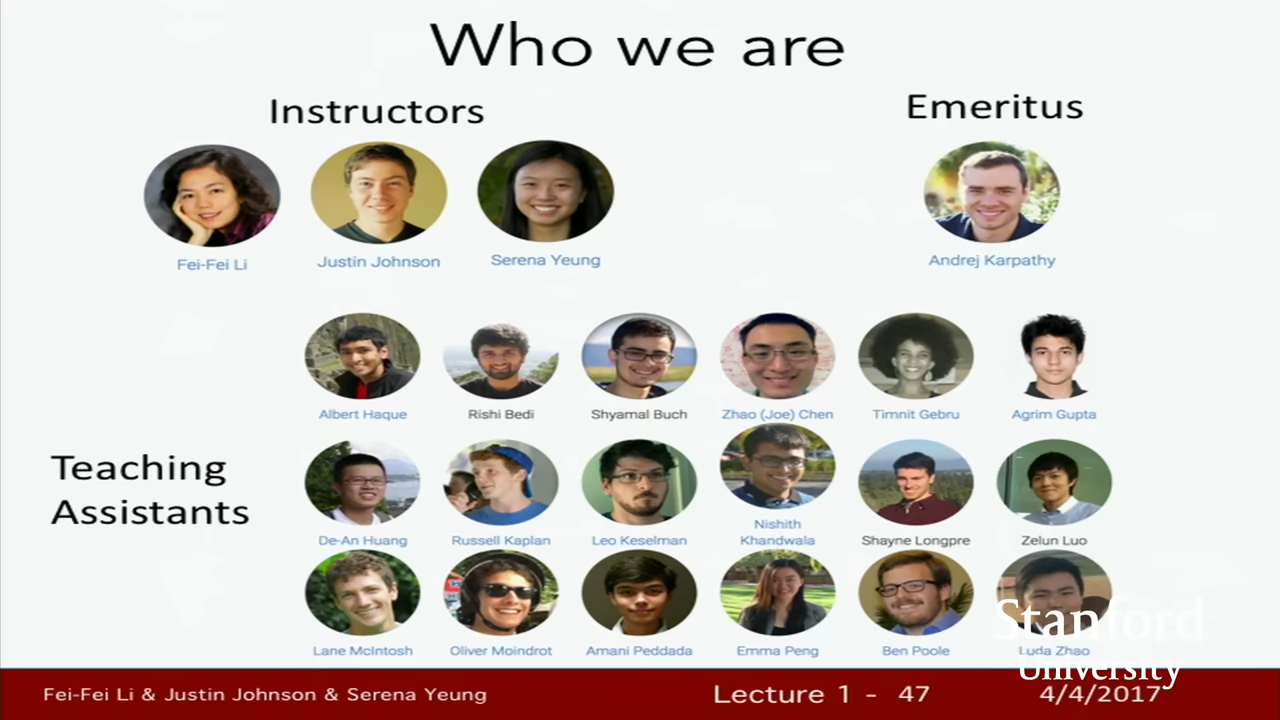 Who we are
Instructors
Emeritus
Fei-Fei Li
Justin Johnson
Serena Yeung
Andrej Karpathy
Teaching
Assistants
Albert Haque
Rishi Bedi
Shyamal Buch
Zhao (Joe) Chen
Timnit Gebru
Agrim Gupta
De-An Huang
Russell Kaplan
Leo Keselman
Nishith
Khandwala
Shayne Longpre
Zelun Luo
Lane McIntosh
Oliver Moindrot
Amani Peddada
Emma Peng
Ben Poole
Luda Zhao
Stanford
University
Fei-Fei Li & Justin Johnson & Serena Yeung
Lecture 1 - 47
4/4/2017